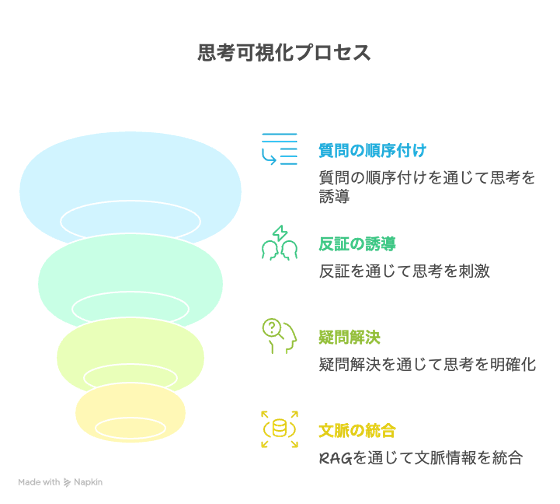 思考可視化プロセス
質問の順序付け
質問の順序付けを通じて思考を
誘導
反証の誘導
反証を通じて思考を刺激
疑問解決
疑問解決を通じて思考を明確化
文脈の統合
RAGを通じて文脈情報を統合
Made with Napkin